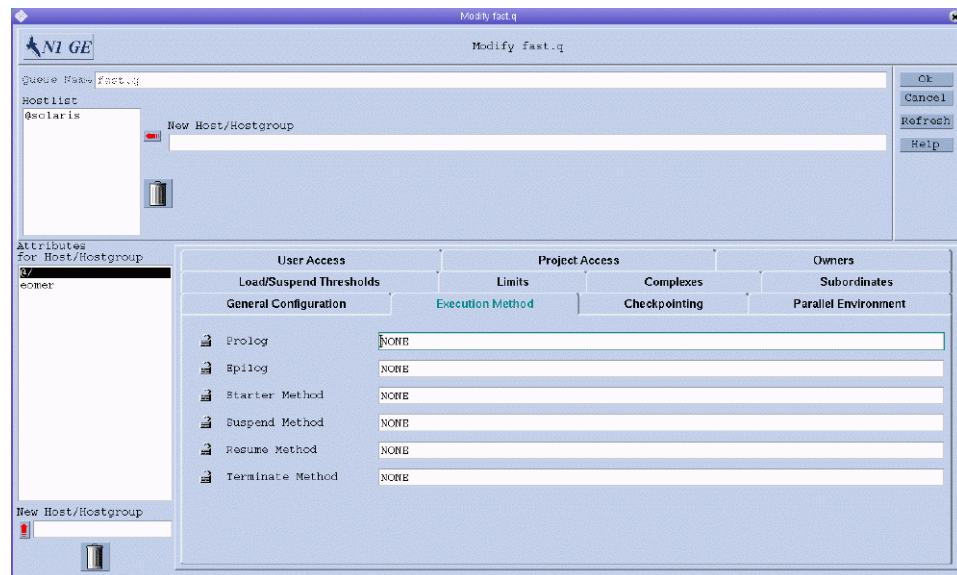 Modify fast.q
N1 GE
Modify fast.q
Queue Name fast.q
Ok
Cancel
Refresh
Help
Hostlist
@solaris
New Host/Hostgroup
Attributes
for Host/Hostgroup
@/
eomer
User Access
Project Access
Owners
Load/Suspend Thresholds
Limits
Complexes
Subordinates
General Configuration
Execution Method
Checkpointing
Parallel Environment
Prolog NONE
Epilog NONE
Starter Method NONE
Suspend Method NONE
Resume Method NONE
Terminate Method NONE
New Host/Hostgroup